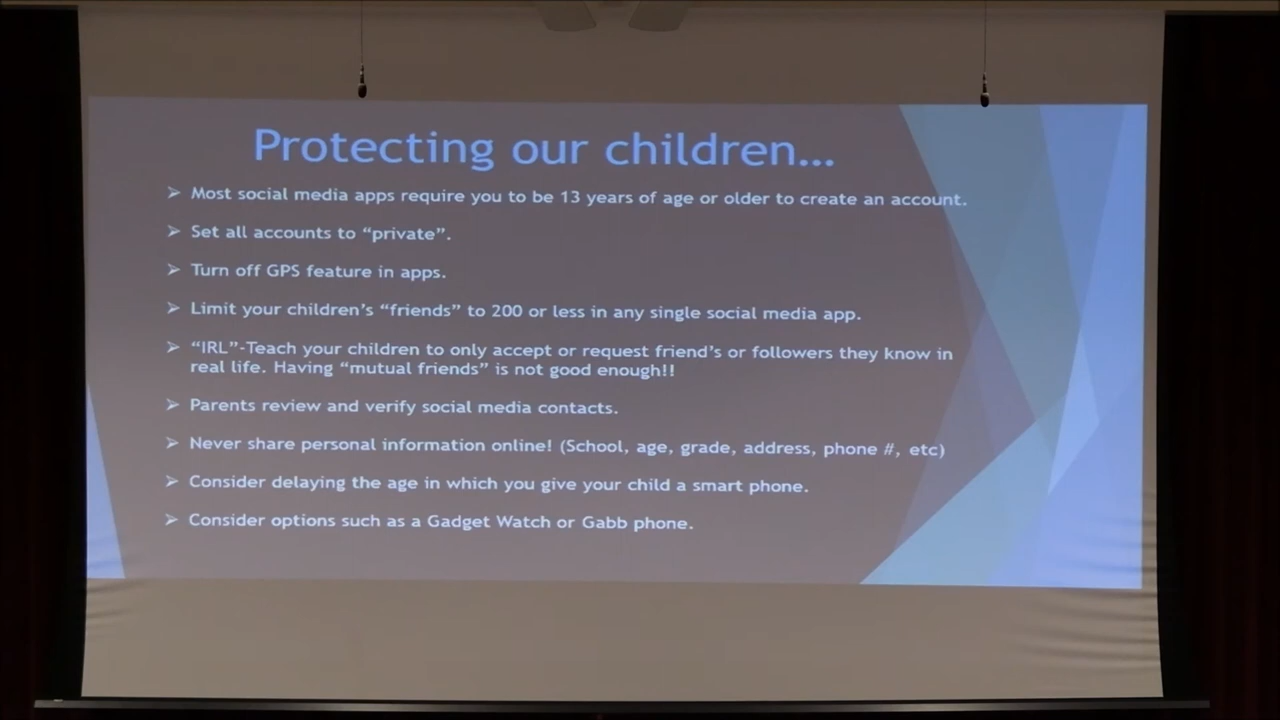 Protecting our children...
➢ Most social media apps require you to be 13 years of age or older to create an account.
➢ Set all accounts to “private”.
➢ Turn off GPS feature in apps.
➢ Limit your children’s “friends” to 200 or less in any single social media app.
➢ “IRL”-Teach your children to only accept or request friend’s or followers they know in
real life. Having “mutual friends” is not good enough!!
➢ Parents review and verify social media contacts.
➢ Never share personal information online! (School, age, grade, address, phone #, etc)
➢ Consider delaying the age in which you give your child a smart phone.
➢ Consider options such as a Gadget Watch or Gabb phone.